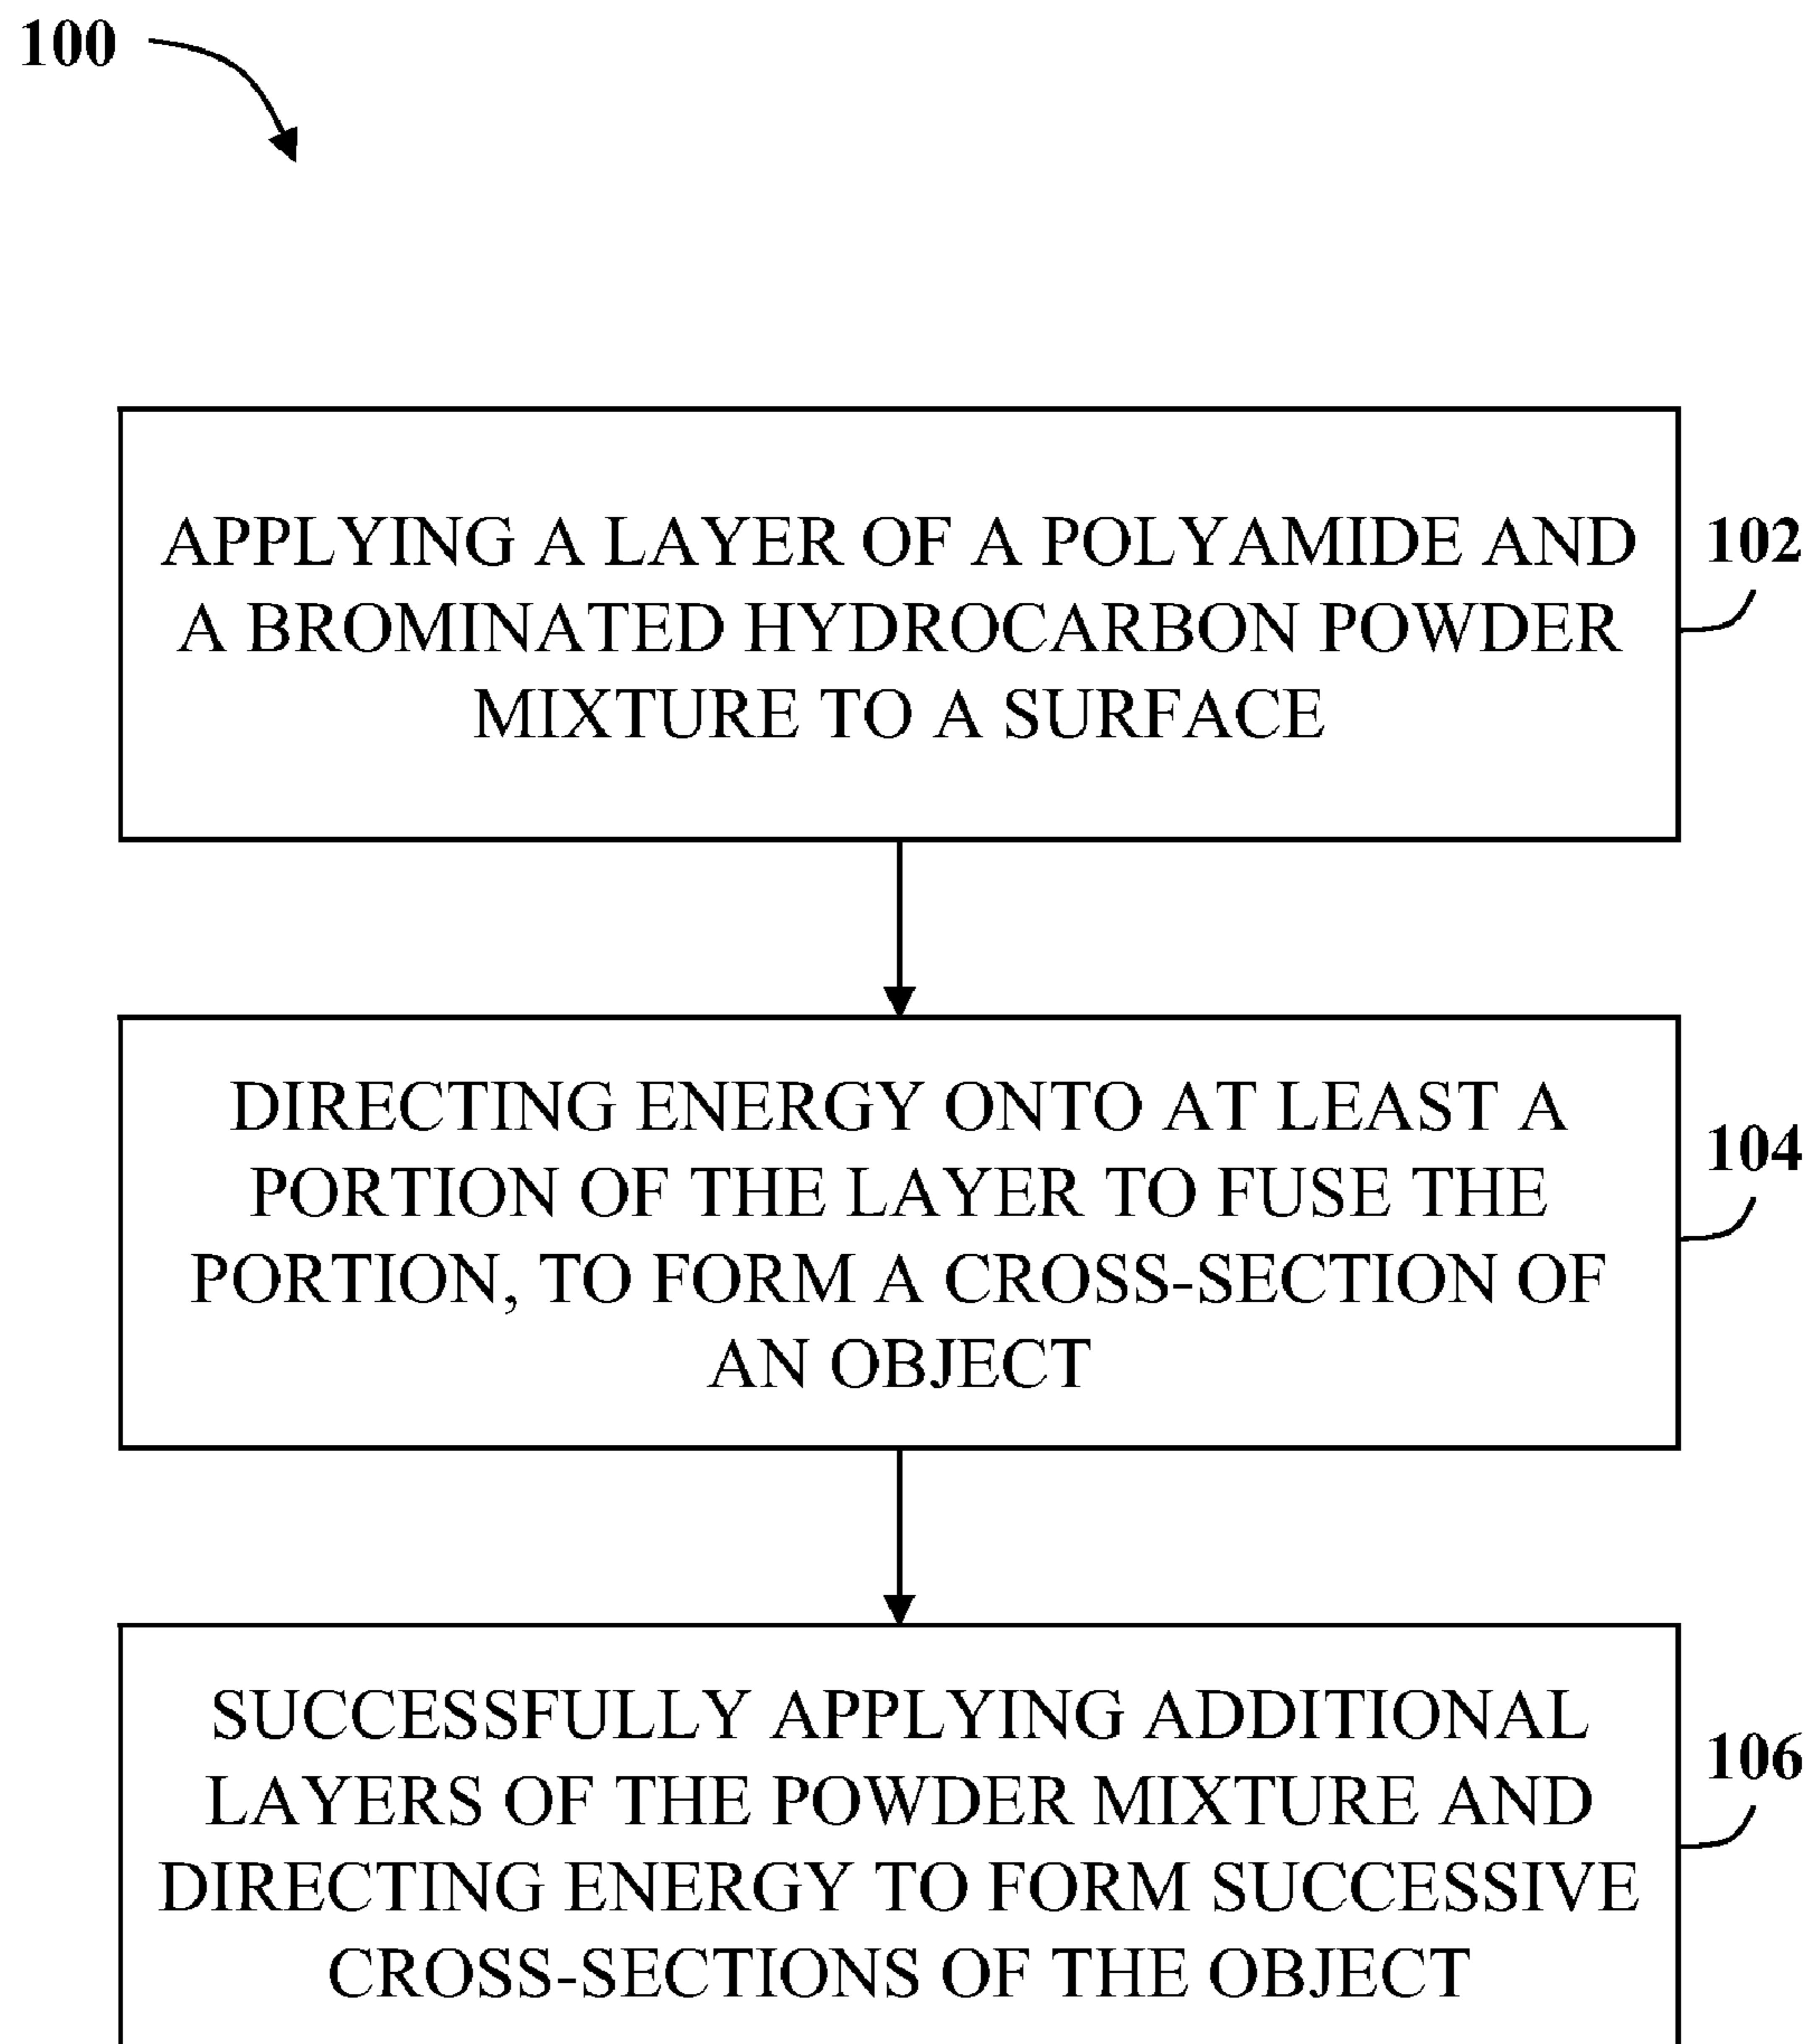 100
APPLYING A LAYER OF A POLYAMIDE AND
A BROMINATED HYDROCARBON POWDER
MIXTURE TO A SURFACE
102
DIRECTING ENERGY ONTO AT LEAST A
PORTION OF THE LAYER TO FUSE THE
PORTION, TO FORM A CROSS-SECTION OF
AN OBJECT
104
SUCCESSFULLY APPLYING ADDITIONAL
LAYERS OF THE POWDER MIXTURE AND
DIRECTING ENERGY TO FORM SUCCESSIVE
CROSS-SECTIONS OF THE OBJECT
106